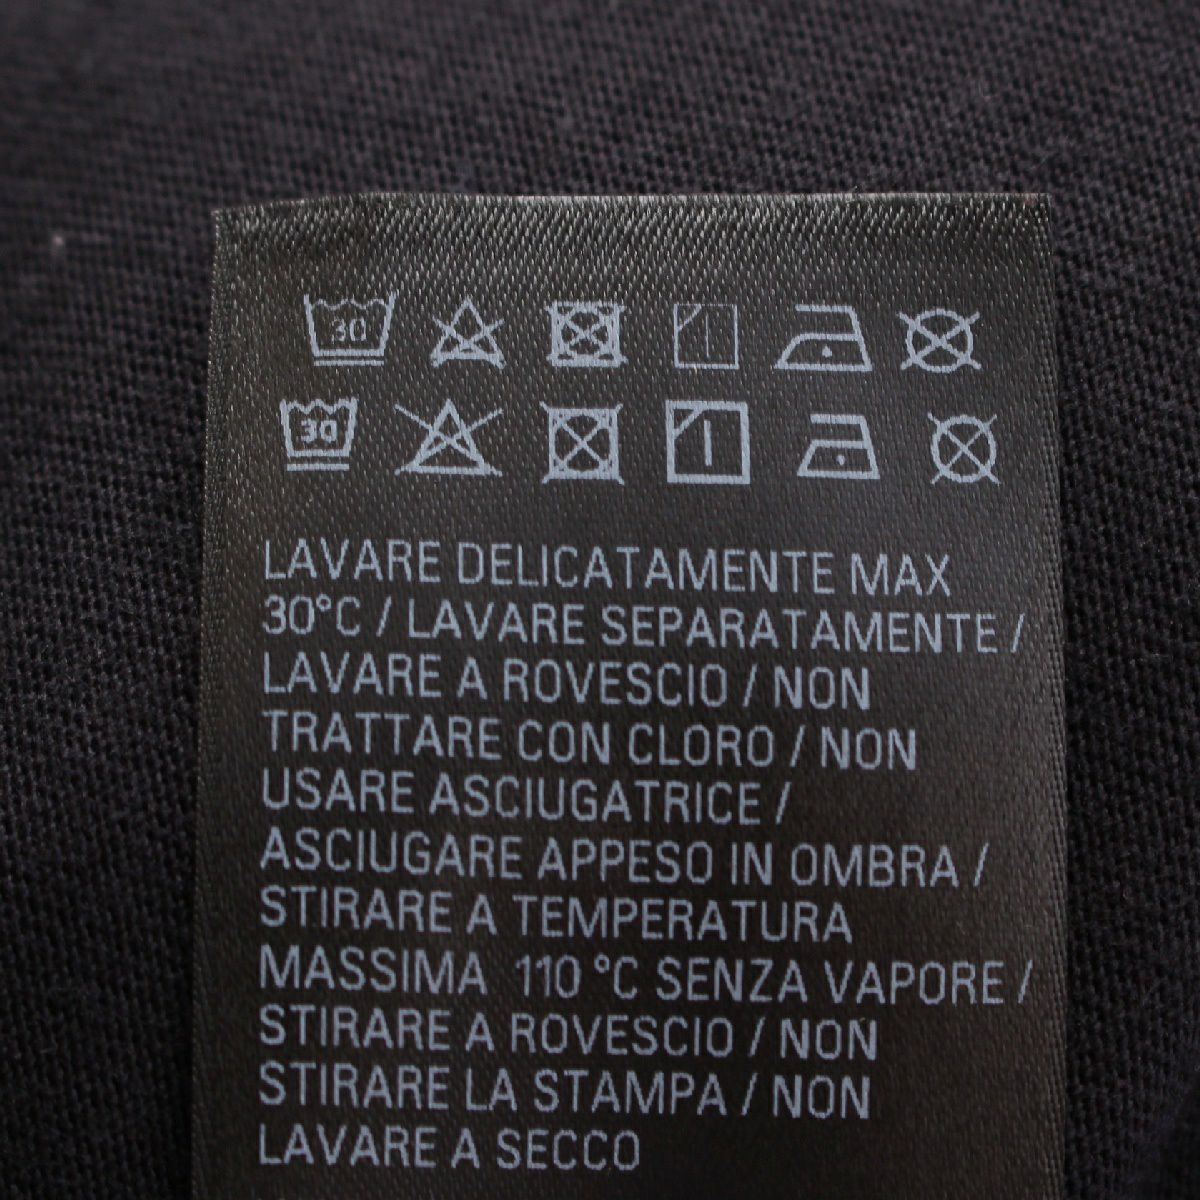 30
30
LAVARE DELICATAMENTE MAX
30°C / LAVARE SEPARATAMENTE /
LAVARE A ROVESCIO / NON
TRATTARE CON CLORO / NON
USARE ASCIUGATRICE /
ASCIUGARE APPESO IN OMBRA /
STIRARE A TEMPERATURA
MASSIMA 110 °C SENZA VAPORE /
STIRARE A ROVESCIO / NON
STIRARE LA STAMPA / NON
LAVARE A SECCO